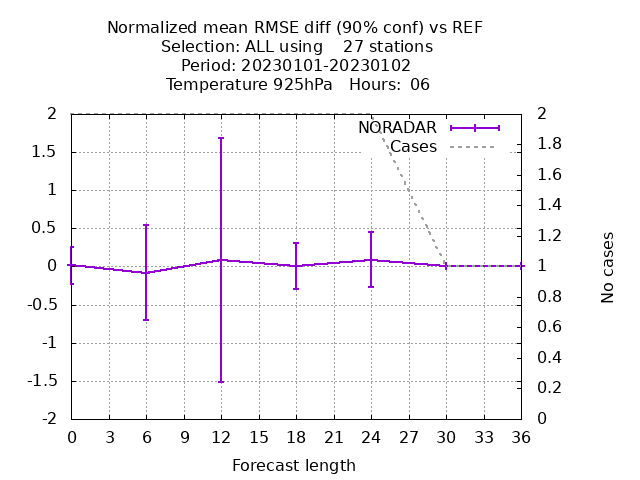 Normalized mean RMSE diff (90% conf) vs REF
Selection: ALL using    27 stations
Period: 20230101-20230102
Temperature 925hPa   Hours:  06
NORADAR
Cases
2
1.5
1
0.5
0
-0.5
-1
-1.5
-2
2
1.8
1.6
1.4
1.2
1
0.8
0.6
0.4
0.2
0
No cases
0 3 6 9 12 15 18 21 24 27 30 33 36
Forecast length